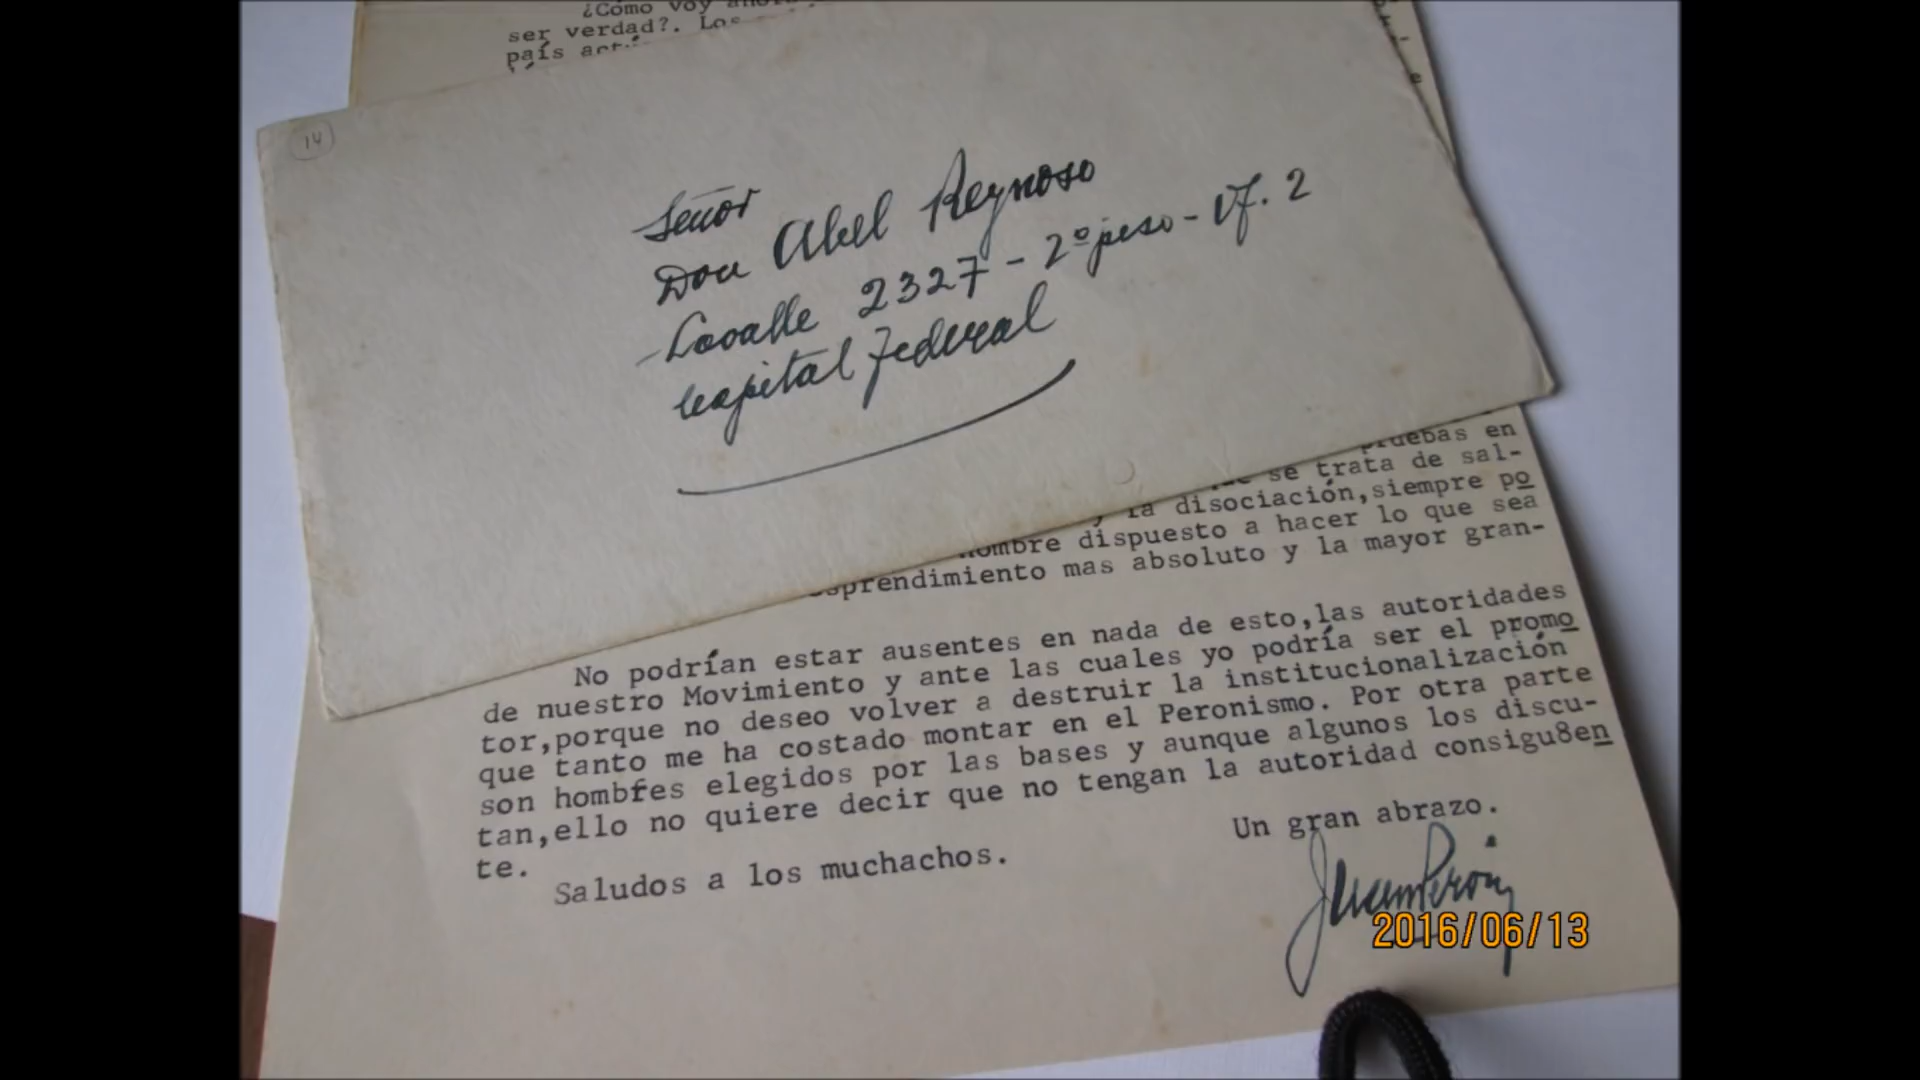 ¿Cómo voy
ser verdad?. Los
país
14
Señor
Don Abel Reynoso
Lavalle 2327 - 2º piso - Of. 2
Capital Federal
pruebas en
se trata de sal-
la disociación,siempre po
hombre dispuesto a hacer lo que sea
sprendimiento mas absoluto y la mayor gran-
No podrían estar ausentes en nada de esto,las autoridades
de nuestro Movimiento y ante las cuales yo podría ser el promo
tor,porque no deseo volver a destruir la institucionalización
que tanto me ha costado montar en el Peronismo. Por otra parte
son hombres elegidos por las bases y aunque algunos los discu-
tan,ello no quiere decir que no tengan la autoridad consigu8en
te.
Un gran abrazo.
Saludos a los muchachos.
Juan Perón
2016/06/13